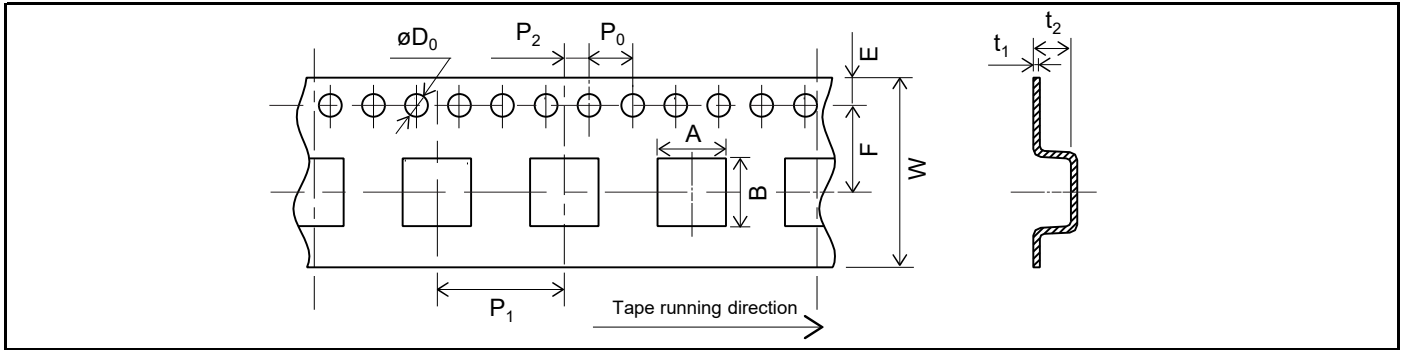 øD₀
P₂
P₀
E
t₁
t₂
A
B
F
W
P₁
Tape running direction